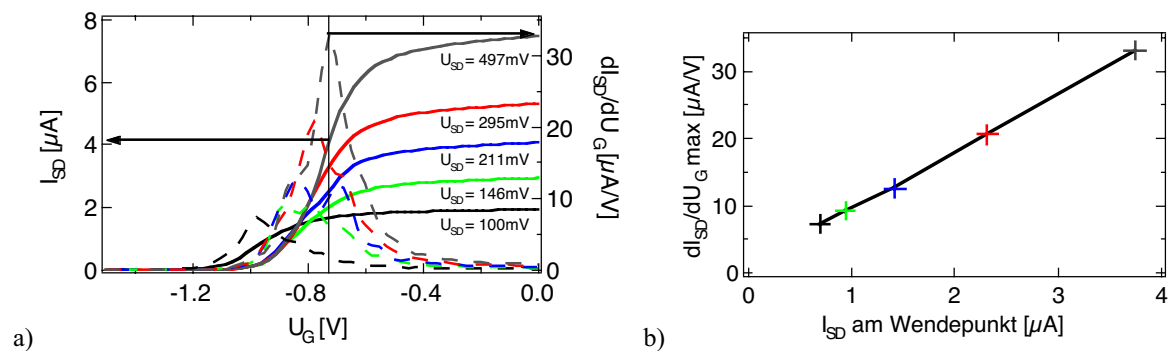 8
6
4
2
0
I_SD [µA]
-1.2
-0.8
-0.4
0.0
U_G [V]
30
20
10
0
dI_SD/dU_G [µA/V]
U_SD = 497mV
U_SD = 295mV
U_SD = 211mV
U_SD = 146mV
U_SD = 100mV
a)
30
20
10
0
dI_SD/dU_G max [µA/V]
0
1
2
3
4
I_SD am Wendepunkt [µA]
b)